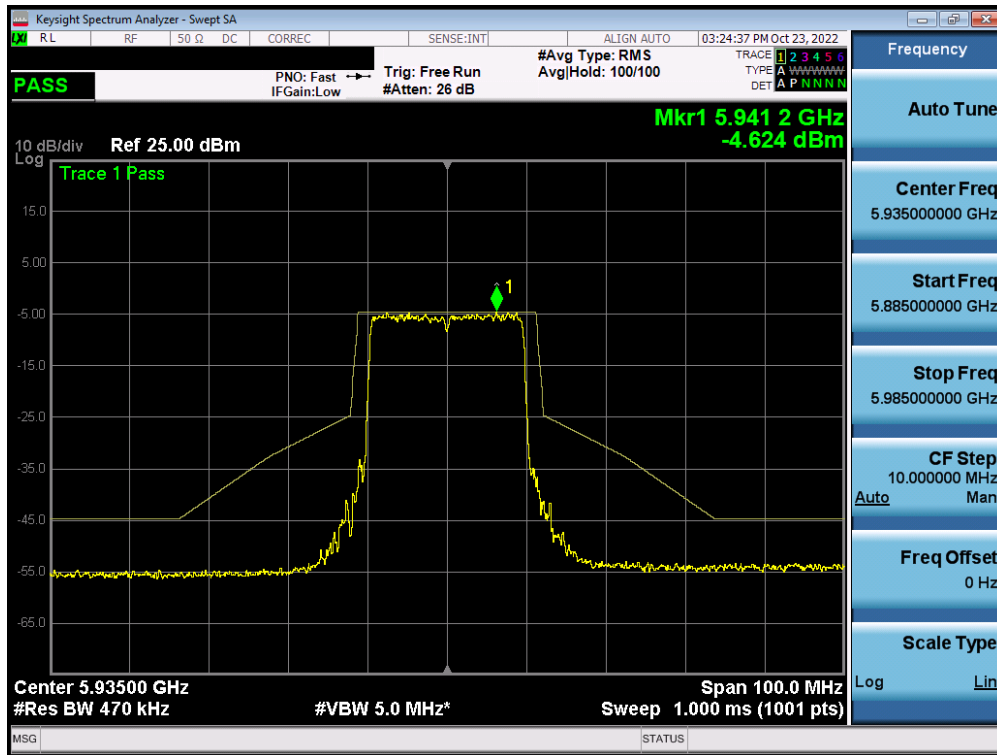 Keysight Spectrum Analyzer - Swept SA
LXI RL RF 50 Ω DC CORREC SENSE:INT ALIGN AUTO 03:24:37 PM Oct 23, 2022
PASS
PNO: Fast
IFGain:Low
Trig: Free Run
#Atten: 26 dB
#Avg Type: RMS
Avg|Hold: 100/100
TRACE 1 2 3 4 5 6
TYPE A WWWWW
DET A P N N N N
Mkr1 5.941 2 GHz
-4.624 dBm
10 dB/div Ref 25.00 dBm
Log
Trace 1 Pass
15.0
5.00
-5.00
-15.0
-25.0
-35.0
-45.0
-55.0
-65.0
1
Center 5.93500 GHz
Span 100.0 MHz
#Res BW 470 kHz
#VBW 5.0 MHz*
Sweep 1.000 ms (1001 pts)
MSG STATUS
Frequency
Auto Tune
Center Freq
5.935000000 GHz
Start Freq
5.885000000 GHz
Stop Freq
5.985000000 GHz
CF Step
10.000000 MHz
Auto Man
Freq Offset
0 Hz
Scale Type
Log Lin